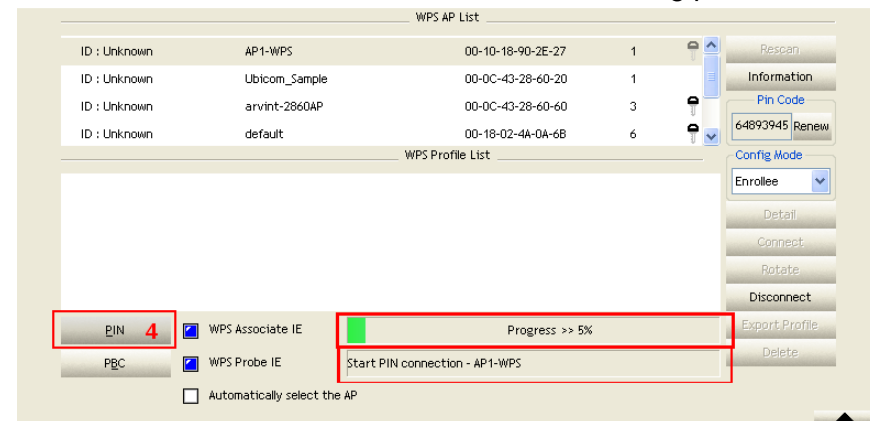 WPS AP List
ID : Unknown AP1-WPS 00-10-18-90-2E-27 1
ID : Unknown Ubicom_Sample 00-0C-43-28-60-20 1
ID : Unknown arvint-2860AP 00-0C-43-28-60-60 3
ID : Unknown default 00-18-02-4A-0A-6B 6
Rescan
Information
Pin Code
64893945 Renew
WPS Profile List
Config Mode
Enrollee
Detail
Connect
Rotate
Disconnect
Export Profile
Delete
PIN 4 WPS Associate IE Progress >> 5%
PBC WPS Probe IE Start PIN connection - AP1-WPS
Automatically select the AP